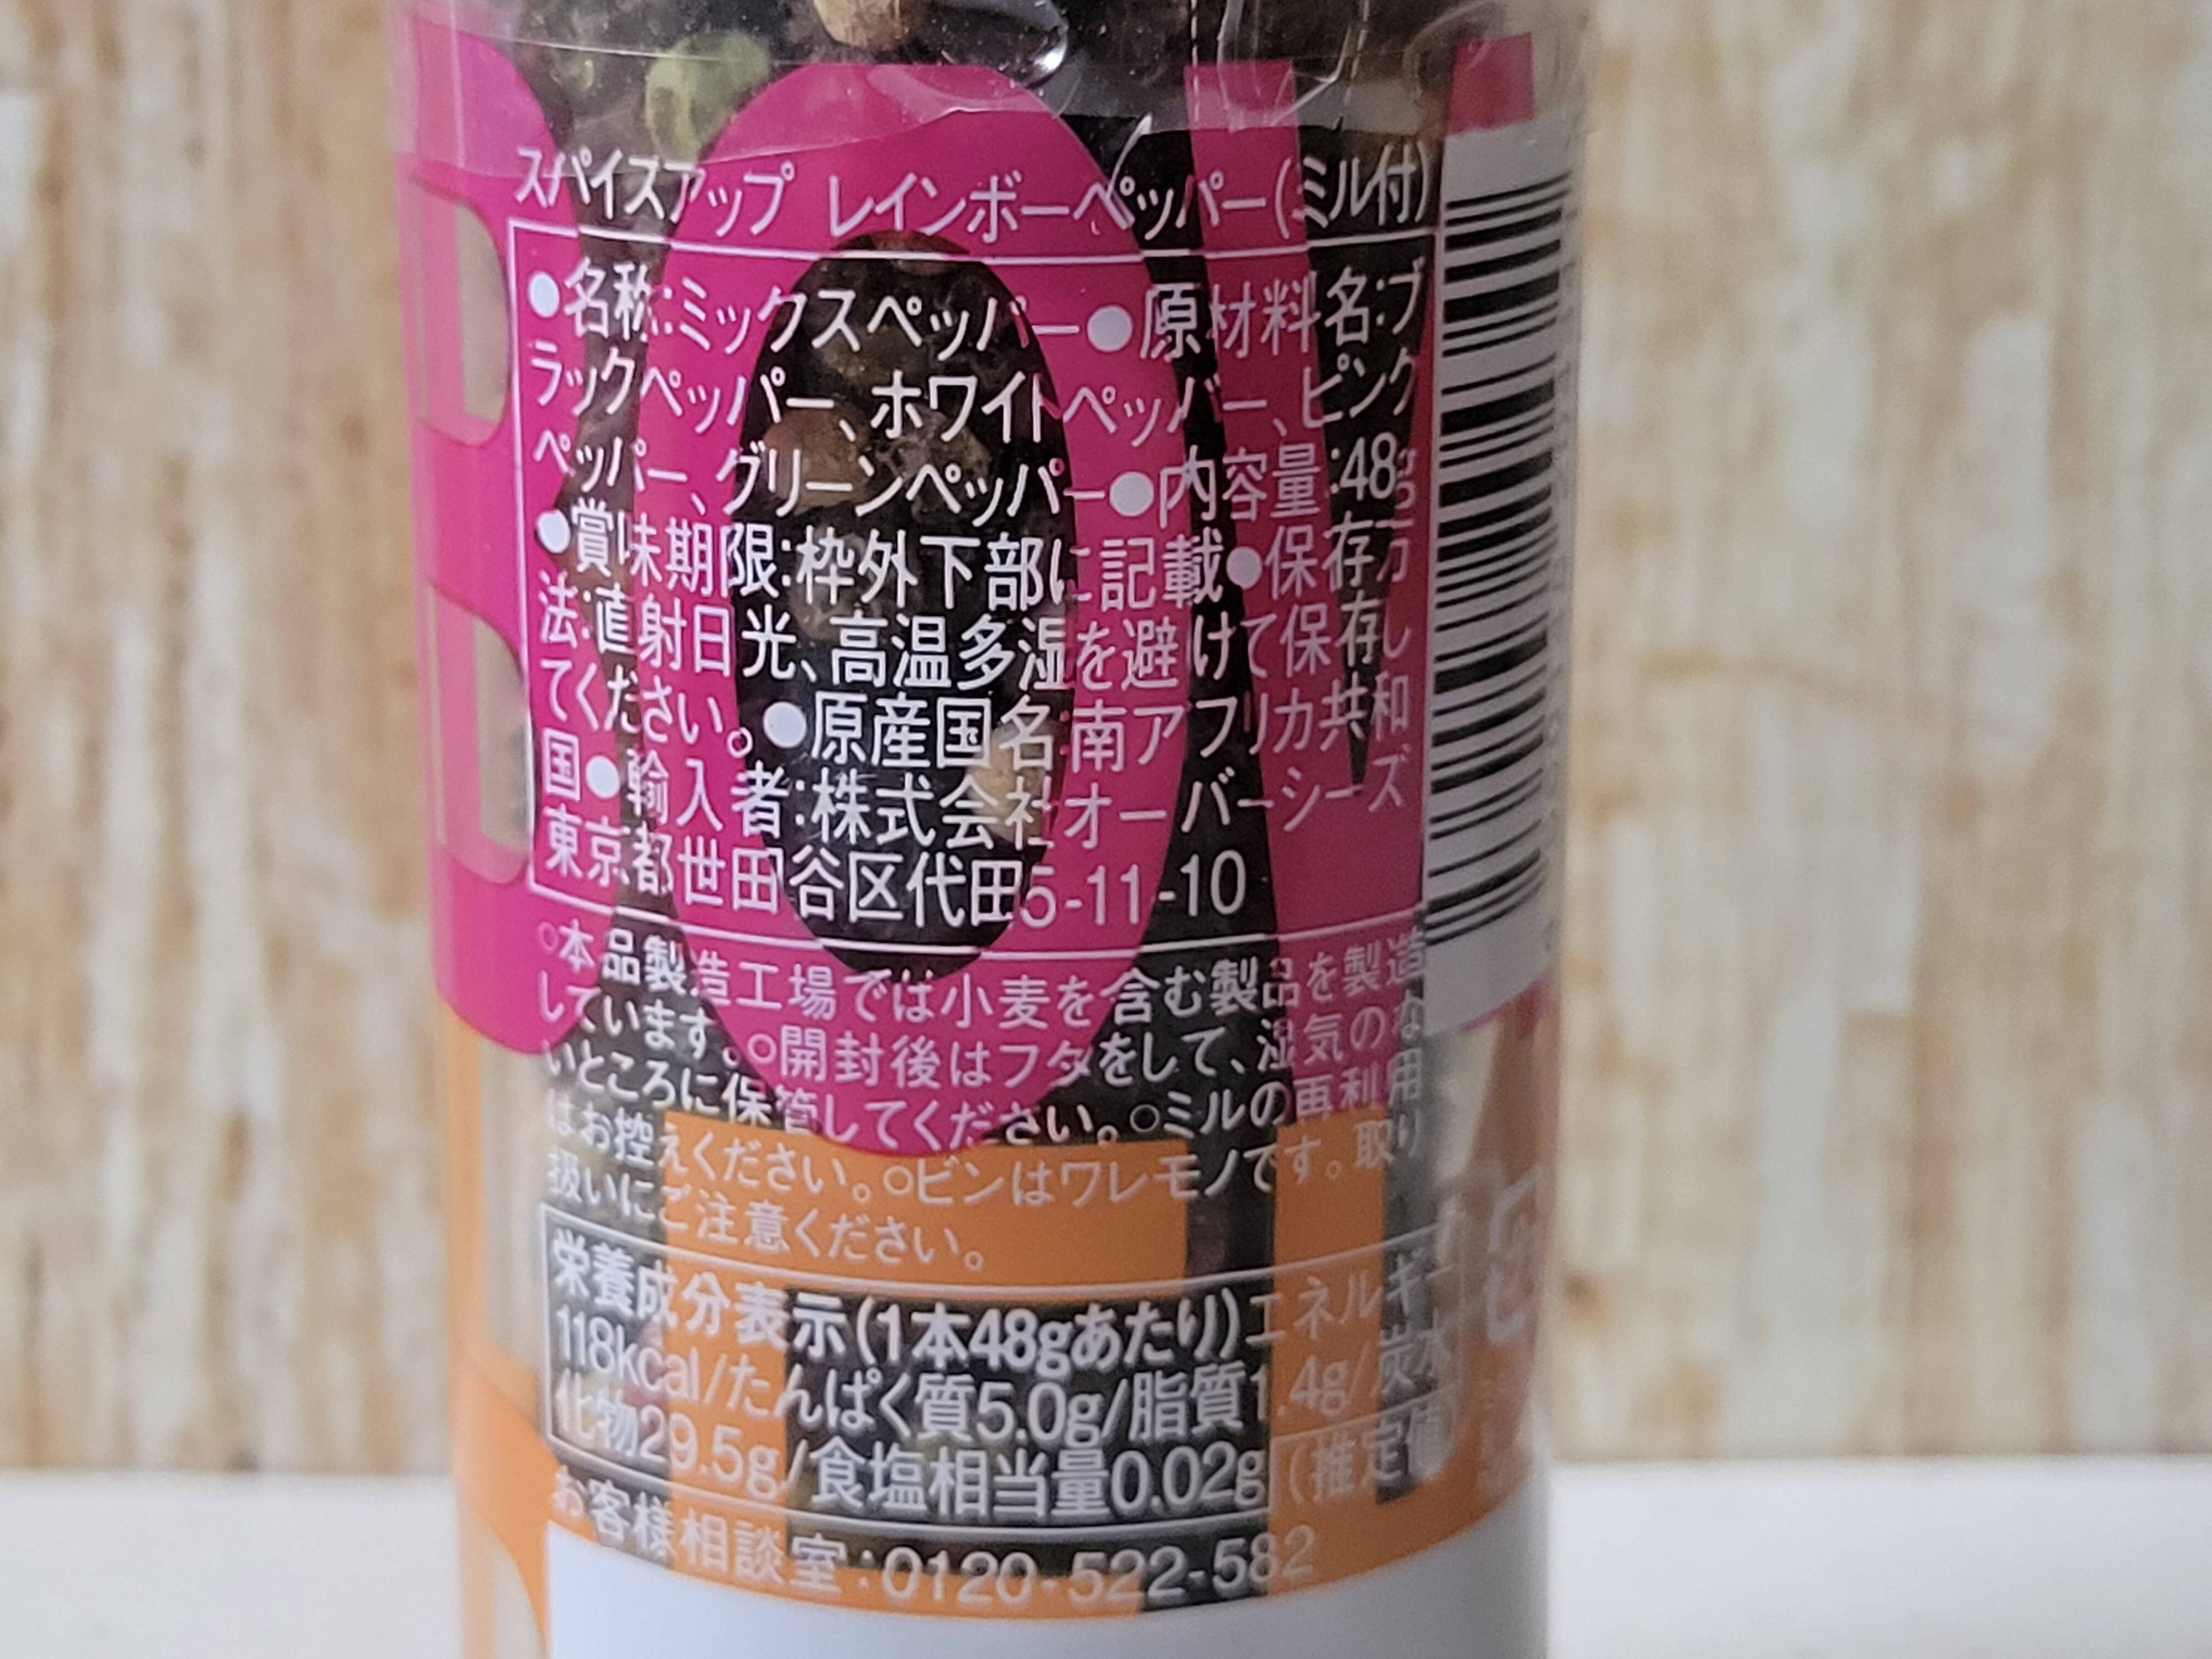 スパイスアップ レインボーペッパー(ミル付)
●名称:ミックスペッパー●原材料名:ブ
ラックペッパー、ホワイトペッパー、ピンク
ペッパー、グリーンペッパー●内容量:48g
●賞味期限:枠外下部に記載●保存方
法:直射日光、高温多湿を避けて保存し
てください。●原産国名:南アフリカ共和
国●輸入者:株式会社オーバーシーズ
東京都世田谷区代田5-11-10
○本品製造工場では小麦を含む製品を製造
しています。○開封後はフタをして、湿気のな
いところに保管してください。○ミルの再利用
はお控えください。○ビンはワレモノです。取り
扱いにご注意ください。
栄養成分表示(1本48gあたり)エネルギー
118kcal/たんぱく質5.0g/脂質1.4g/炭水
化物29.5g/食塩相当量0.02g(推定値
お客様相談室:0120-522-582